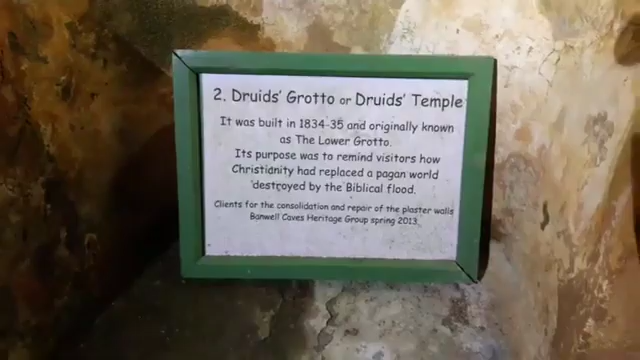 2. Druids' Grotto or Druids' Temple
It was built in 1834-35 and originally known
as The Lower Grotto.
Its purpose was to remind visitors how
Christianity had replaced a pagan world
destroyed by the Biblical flood.
Clients for the consolidation and repair of the plaster walls
Banwell Caves Heritage Group spring 2013.